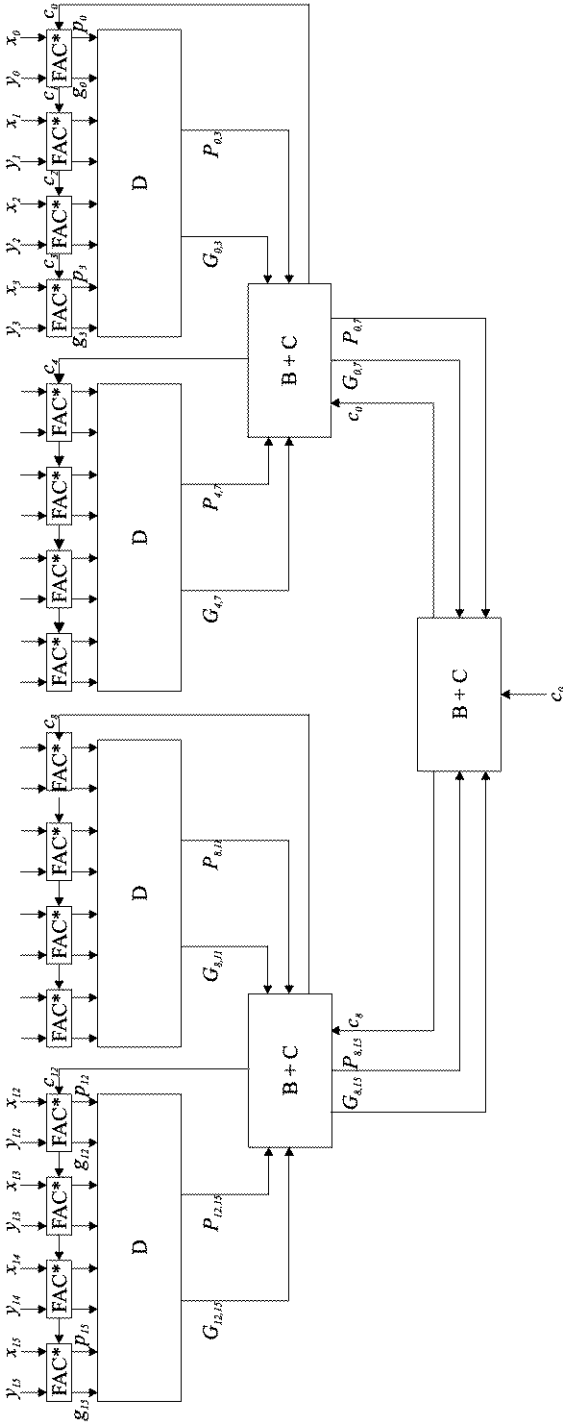 y₁₅ x₁₅ y₁₄ x₁₄ y₁₃ x₁₃ y₁₂ x₁₂ y₃ x₃ y₂ x₂ y₁ x₁ y₀ x₀
c₁₂ c₈ c₄ c₃ c₂ c₁ c₀
FAC* FAC* FAC* FAC* FAC* FAC* FAC* FAC* FAC* FAC* FAC* FAC* FAC* FAC* FAC* FAC*
g₁₅ p₁₅ g₁₂ p₁₂ g₃ p₃ g₀ p₀
D D D D
G₁₂,₁₅ P₁₂,₁₅ G₈,₁₁ P₈,₁₁ G₄,₇ P₄,₇ G₀,₃ P₀,₃
B + C B + C
G₈,₁₅ P₈,₁₅ c₈ c₀ G₀,₇ P₀,₇
B + C
c₀